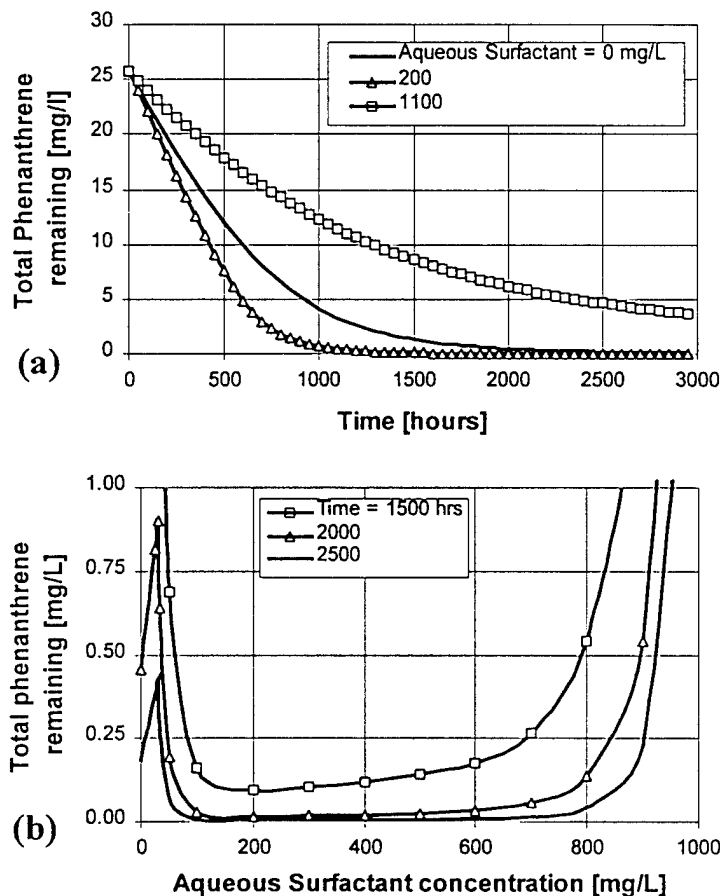 30
25
20
15
10
5
0
Total Phenanthrene
remaining [mg/l]
Aqueous Surfactant = 0 mg/L
200
1100
0 500 1000 1500 2000 2500 3000
Time [hours]
(a)
1.00
0.75
0.50
0.25
0.00
Total phenanthrene
remaining [mg/L]
Time = 1500 hrs
2000
2500
0 200 400 600 800 1000
Aqueous Surfactant concentration [mg/L]
(b)